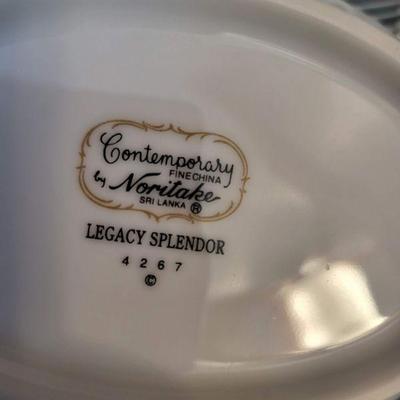 Contemporary
FINE CHINA
by Noritake
SRI LANKA ®
LEGACY SPLENDOR
4267
©